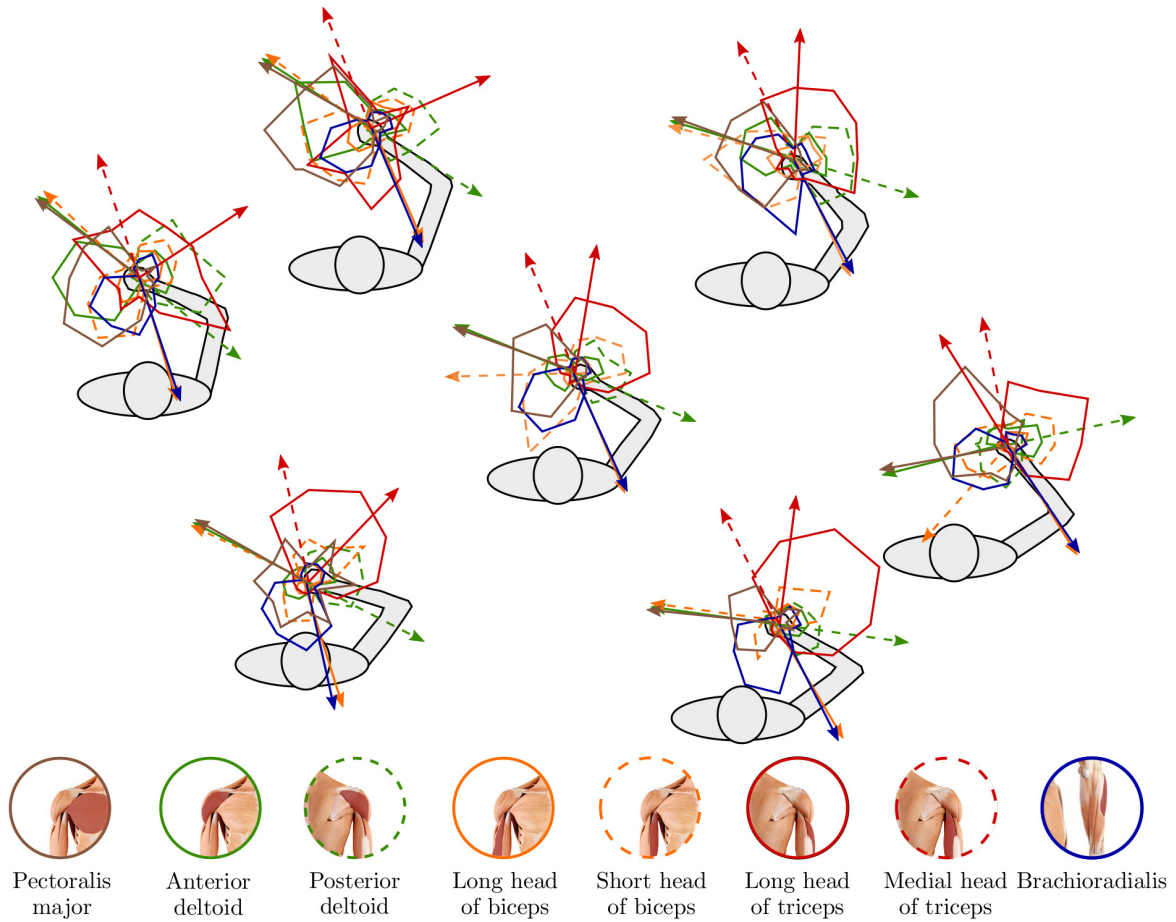 Pectoralis
major
Anterior
deltoid
Posterior
deltoid
Long head
of biceps
Short head
of biceps
Long head
of triceps
Medial head
of triceps
Brachioradialis